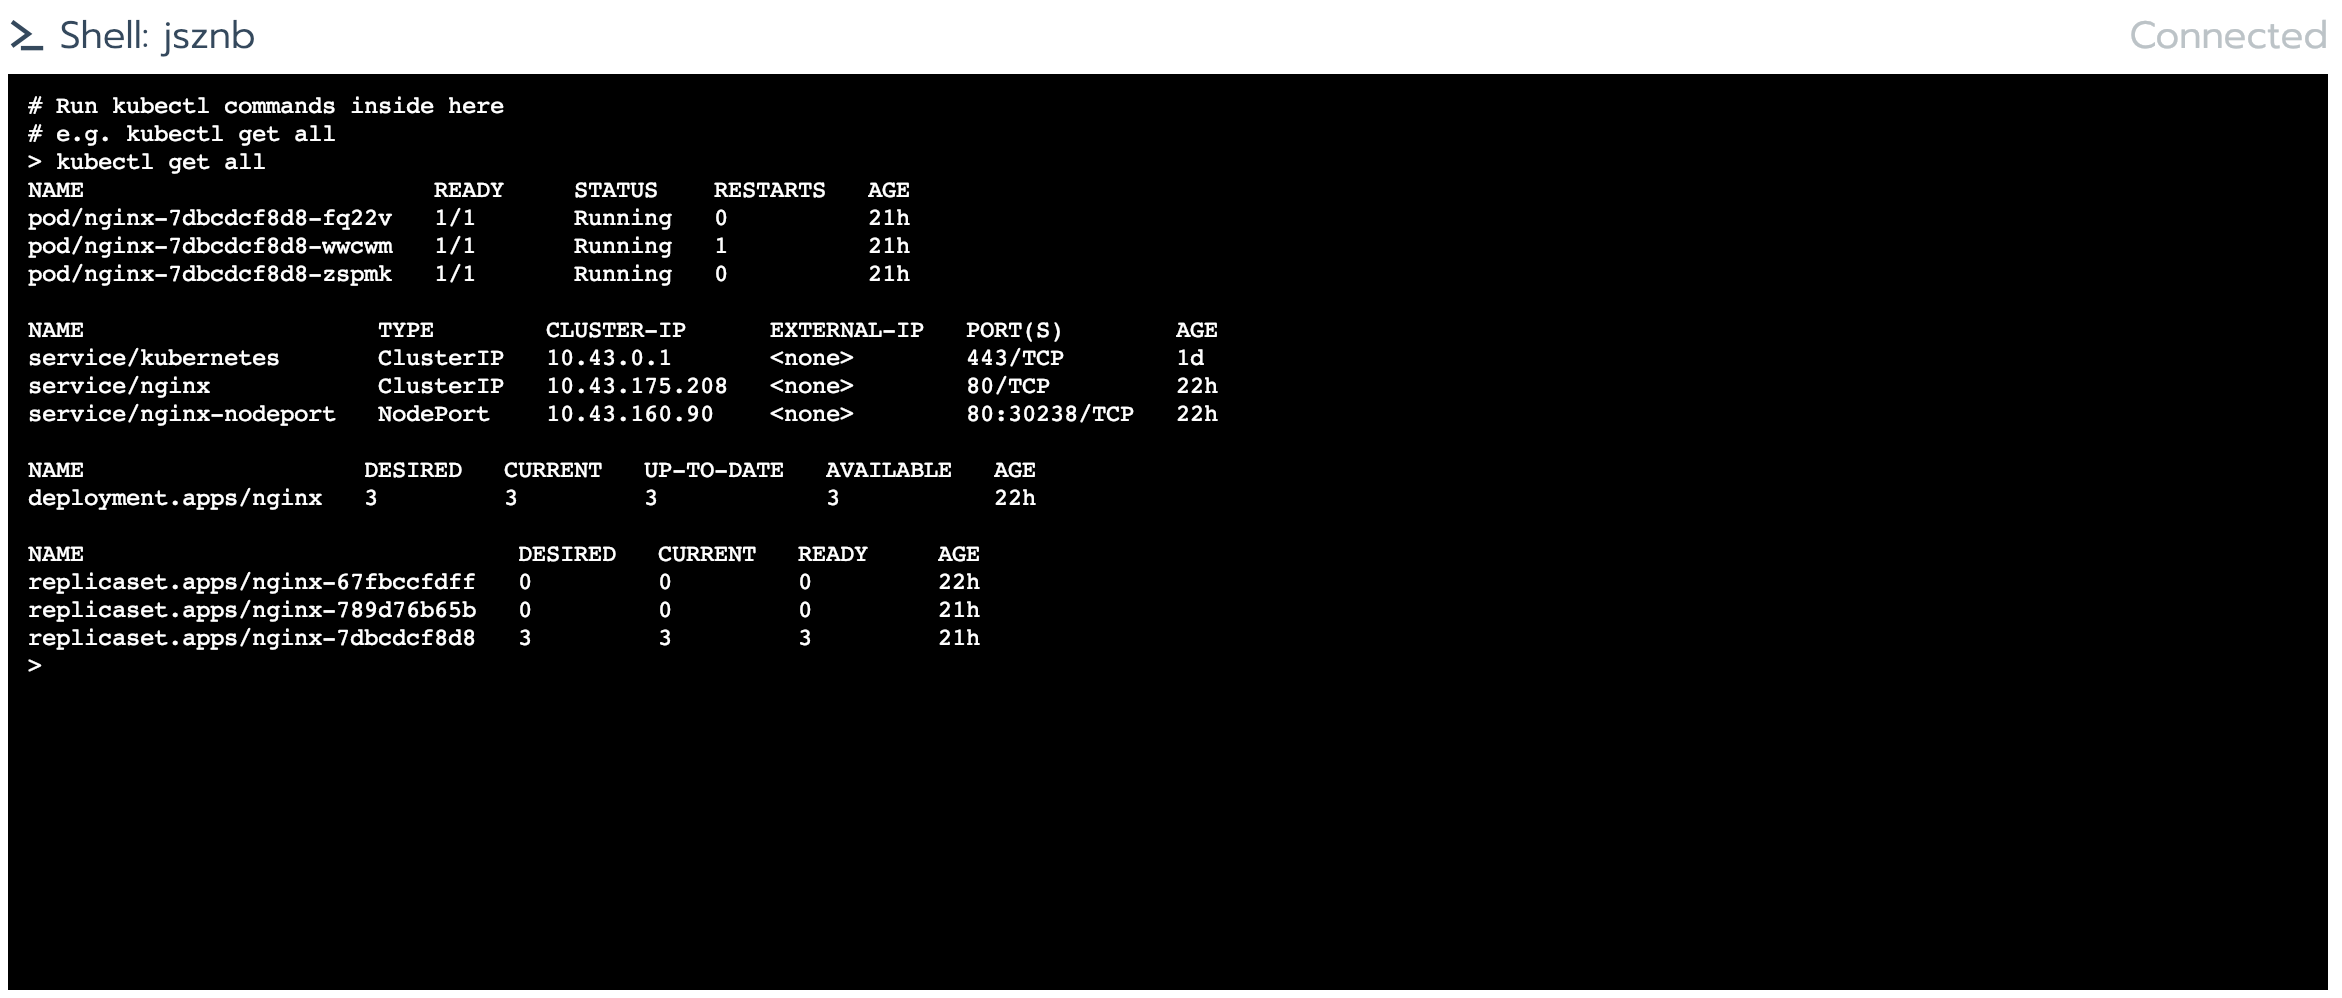 Shell: jsznb
Connected
# Run kubectl commands inside here
# e.g. kubectl get all
> kubectl get all
NAME                         READY     STATUS    RESTARTS   AGE
pod/nginx-7dbcdcf8d8-fq22v   1/1       Running   0          21h
pod/nginx-7dbcdcf8d8-wwcwm   1/1       Running   1          21h
pod/nginx-7dbcdcf8d8-zspmk   1/1       Running   0          21h

NAME                     TYPE        CLUSTER-IP      EXTERNAL-IP   PORT(S)        AGE
service/kubernetes       ClusterIP   10.43.0.1       <none>        443/TCP        1d
service/nginx            ClusterIP   10.43.175.208   <none>        80/TCP         22h
service/nginx-nodeport   NodePort    10.43.160.90    <none>        80:30238/TCP   22h

NAME                    DESIRED   CURRENT   UP-TO-DATE   AVAILABLE   AGE
deployment.apps/nginx   3         3         3            3           22h

NAME                               DESIRED   CURRENT   READY     AGE
replicaset.apps/nginx-67fbccfdff   0         0         0         22h
replicaset.apps/nginx-789d76b65b   0         0         0         21h
replicaset.apps/nginx-7dbcdcf8d8   3         3         3         21h
>